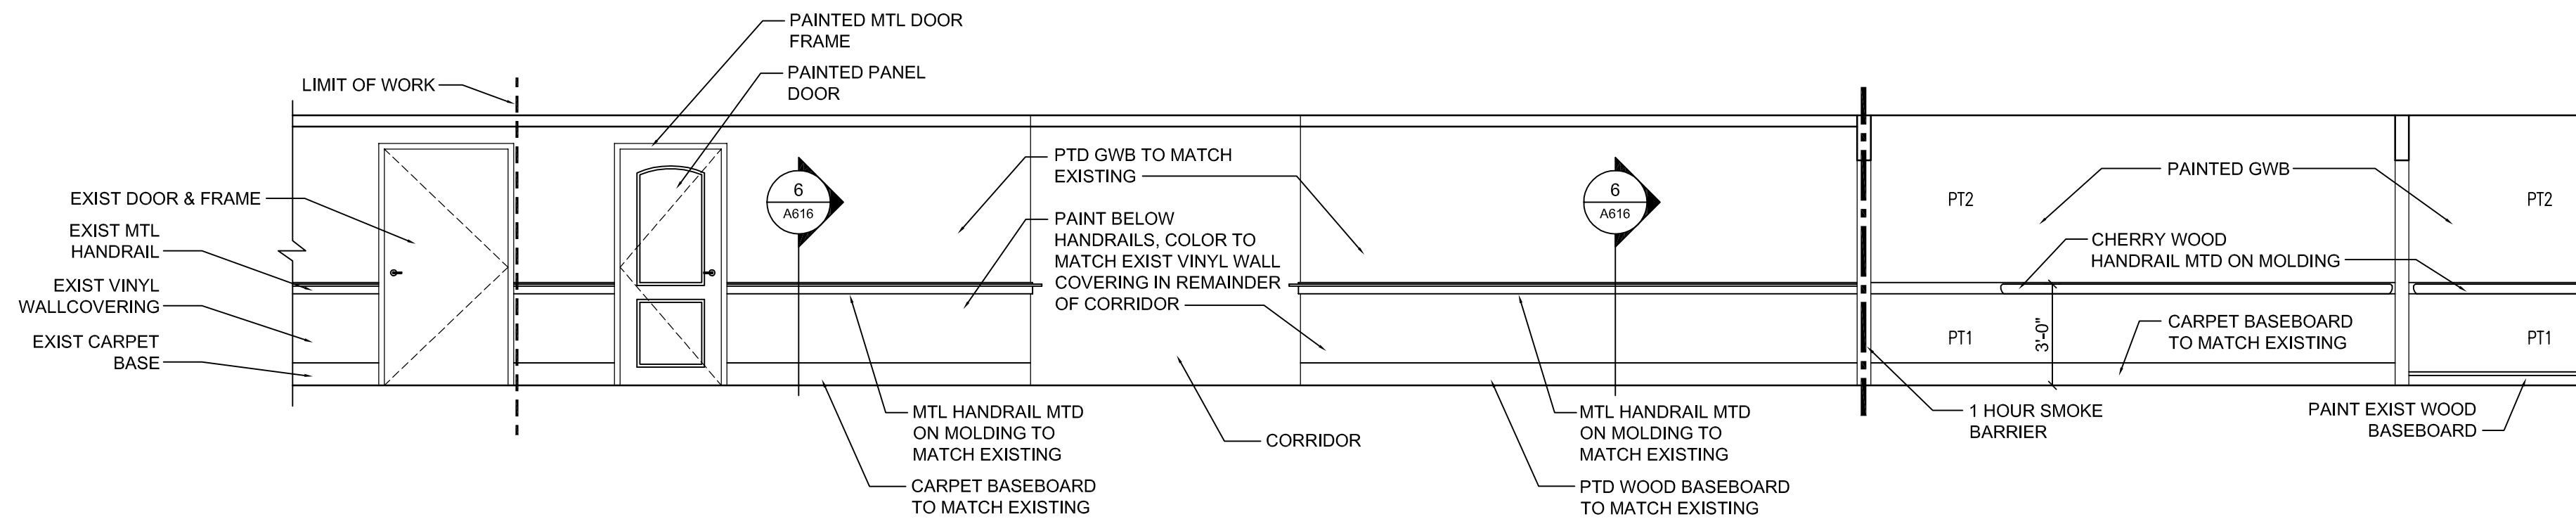 PAINTED MTL DOOR
FRAME
PAINTED PANEL
DOOR
LIMIT OF WORK
EXIST DOOR & FRAME
EXIST MTL
HANDRAIL
EXIST VINYL
WALLCOVERING
EXIST CARPET
BASE
6
A616
PTD GWB TO MATCH
EXISTING
PAINT BELOW
HANDRAILS, COLOR TO
MATCH EXIST VINYL WALL
COVERING IN REMAINDER
OF CORRIDOR
6
A616
PT2
PAINTED GWB
PT2
CHERRY WOOD
HANDRAIL MTD ON MOLDING
PT1
3'-0"
CARPET BASEBOARD
TO MATCH EXISTING
PT1
MTL HANDRAIL MTD
ON MOLDING TO
MATCH EXISTING
CARPET BASEBOARD
TO MATCH EXISTING
CORRIDOR
MTL HANDRAIL MTD
ON MOLDING TO
MATCH EXISTING
PTD WOOD BASEBOARD
TO MATCH EXISTING
1 HOUR SMOKE
BARRIER
PAINT EXIST WOOD
BASEBOARD